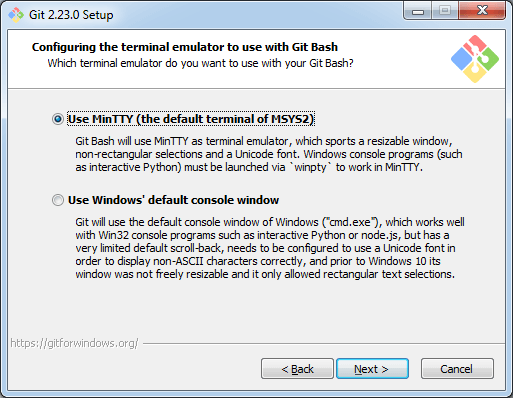 Git 2.23.0 Setup
Configuring the terminal emulator to use with Git Bash
Which terminal emulator do you want to use with your Git Bash?
Use MinTTY (the default terminal of MSYS2)
Git Bash will use MinTTY as terminal emulator, which sports a resizable window,
non-rectangular selections and a Unicode font. Windows console programs (such
as interactive Python) must be launched via `winpty` to work in MinTTY.
Use Windows' default console window
Git will use the default console window of Windows ("cmd.exe"), which works well
with Win32 console programs such as interactive Python or node.js, but has a
very limited default scroll-back, needs to be configured to use a Unicode font in
order to display non-ASCII characters correctly, and prior to Windows 10 its
window was not freely resizable and it only allowed rectangular text selections.
https://gitforwindows.org/
< Back
Next >
Cancel